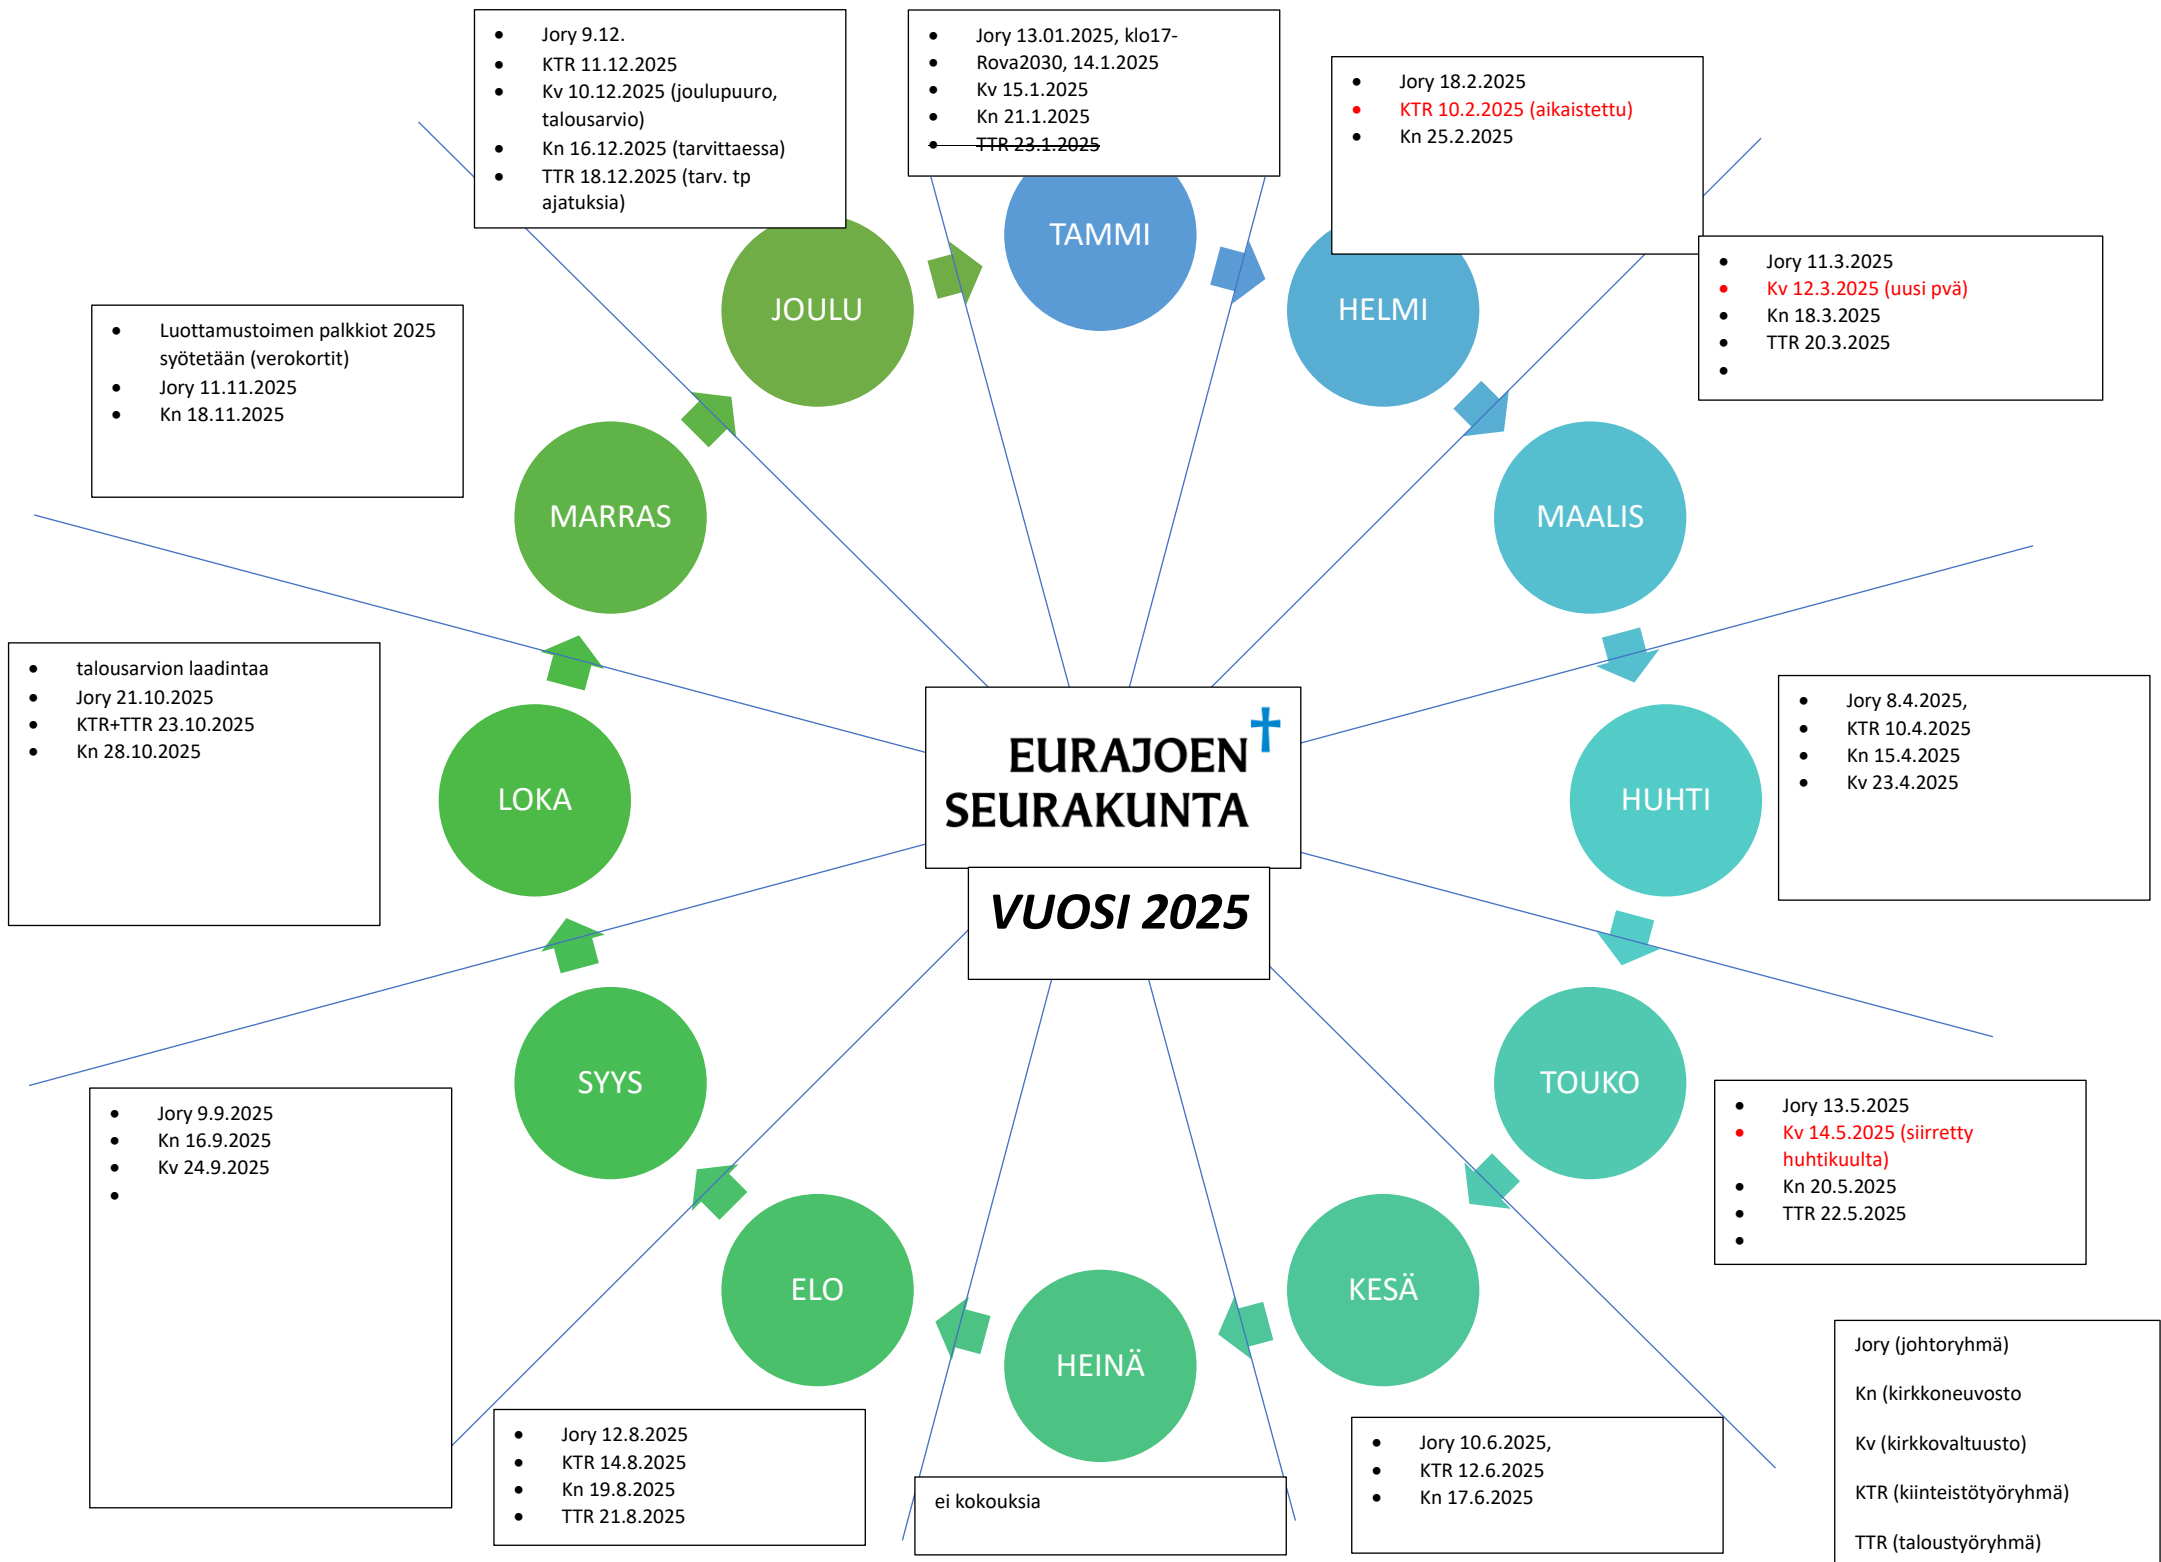 Jory 9.12.
KTR 11.12.2025
Kv 10.12.2025 (joulupuuro,
talousarvio)
Kn 16.12.2025 (tarvittaessa)
TTR 18.12.2025 (tarv. tp
ajatuksia)
Jory 13.01.2025, klo17-
Rova2030, 14.1.2025
Kv 15.1.2025
Kn 21.1.2025
TTR 23.1.2025
Jory 18.2.2025
KTR 10.2.2025 (aikaistettu)
Kn 25.2.2025
Jory 11.3.2025
Kv 12.3.2025 (uusi pvä)
Kn 18.3.2025
TTR 20.3.2025
TAMMI
HELMI
JOULU
Luottamustoimen palkkiot 2025
syötetään (verokortit)
Jory 11.11.2025
Kn 18.11.2025
MARRAS
MAALIS
talousarvion laadintaa
Jory 21.10.2025
KTR+TTR 23.10.2025
Kn 28.10.2025
LOKA
EURAJOEN
SEURAKUNTA
VUOSI 2025
HUHTI
Jory 8.4.2025,
KTR 10.4.2025
Kn 15.4.2025
Kv 23.4.2025
SYYS
TOUKO
Jory 9.9.2025
Kn 16.9.2025
Kv 24.9.2025
Jory 13.5.2025
Kv 14.5.2025 (siirretty
huhtikuulta)
Kn 20.5.2025
TTR 22.5.2025
ELO
HEINÄ
KESÄ
Jory 12.8.2025
KTR 14.8.2025
Kn 19.8.2025
TTR 21.8.2025
ei kokouksia
Jory 10.6.2025,
KTR 12.6.2025
Kn 17.6.2025
Jory (johtoryhmä)
Kn (kirkkoneuvosto
Kv (kirkkovaltuusto)
KTR (kiinteistötyöryhmä)
TTR (taloustyöryhmä)